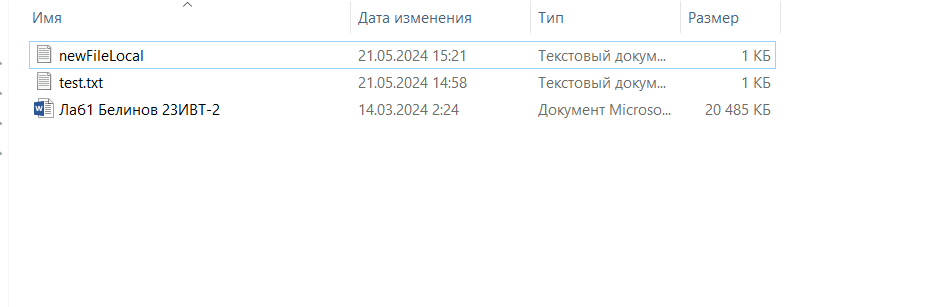 Имя Дата изменения Тип Размер
newFileLocal 21.05.2024 15:21 Текстовый докум... 1 КБ
test.txt 21.05.2024 14:58 Текстовый докум... 1 КБ
Лаб1 Белинов 23ИВТ-2 14.03.2024 2:24 Документ Microso... 20 485 КБ